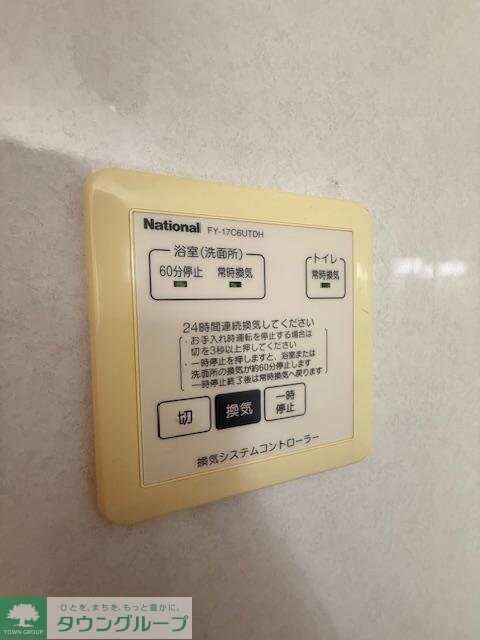 National FY-17C6UTDH
浴室(洗面所)
60分停止 常時換気
トイレ
常時換気
24時間連続換気してください
・お手入れ時運転を停止する場合は
切を3秒以上押してください
・一時停止を押しますと、浴室または
洗面所の換気が約60分停止します
一時停止終了後は常時換気へ戻ります
切
換気
一時
停止
換気システムコントローラー
ひとを、まちを、もっと豊かに。
タウングループ
TOWN GROUP